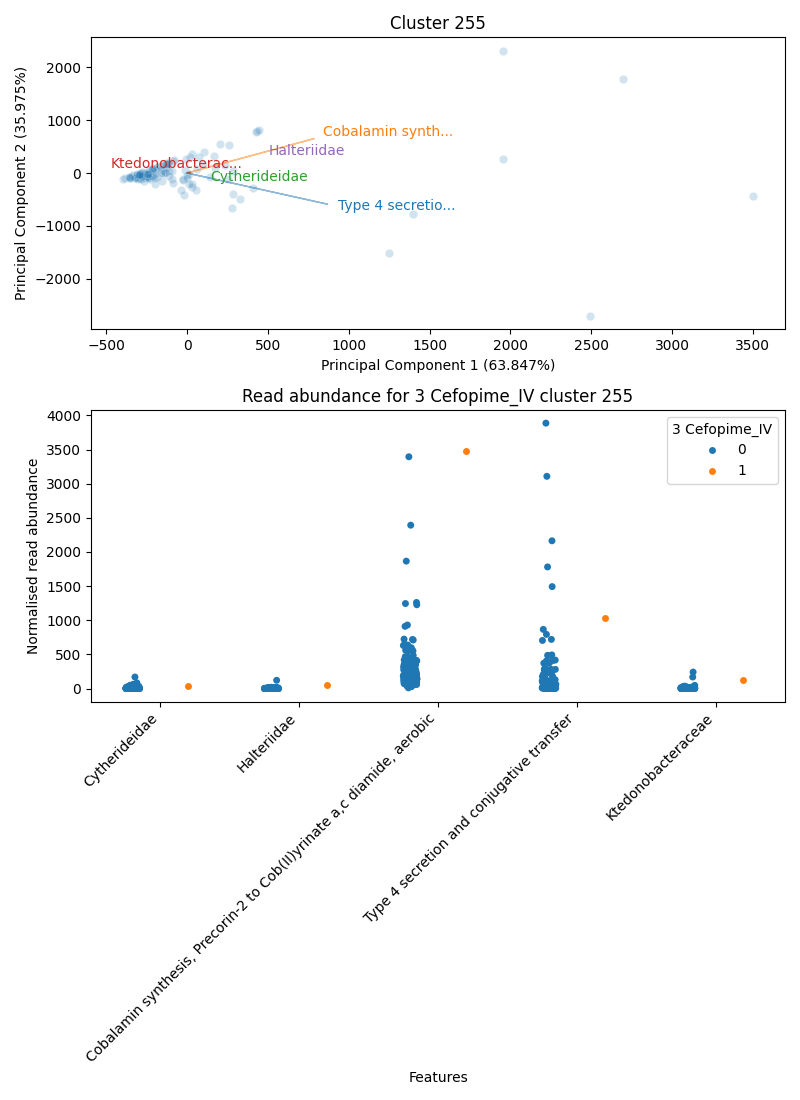 Cluster 255
Principal Component 2 (35.975%)
2000
1000
0
−1000
−2000
Cobalamin synth...
Halteriidae
Ktedonobacterac...
Cytherideidae
Type 4 secretio...
−500
0
500
1000
1500
2000
2500
3000
3500
Principal Component 1 (63.847%)
Read abundance for 3 Cefopime_IV cluster 255
Normalised read abundance
4000
3500
3000
2500
2000
1500
1000
500
0
3 Cefopime_IV
0
1
Cytherideidae
Halteriidae
Cobalamin synthesis, Precorin-2 to Cob(II)yrinate a,c diamide, aerobic
Type 4 secretion and conjugative transfer
Ktedonobacteraceae
Features